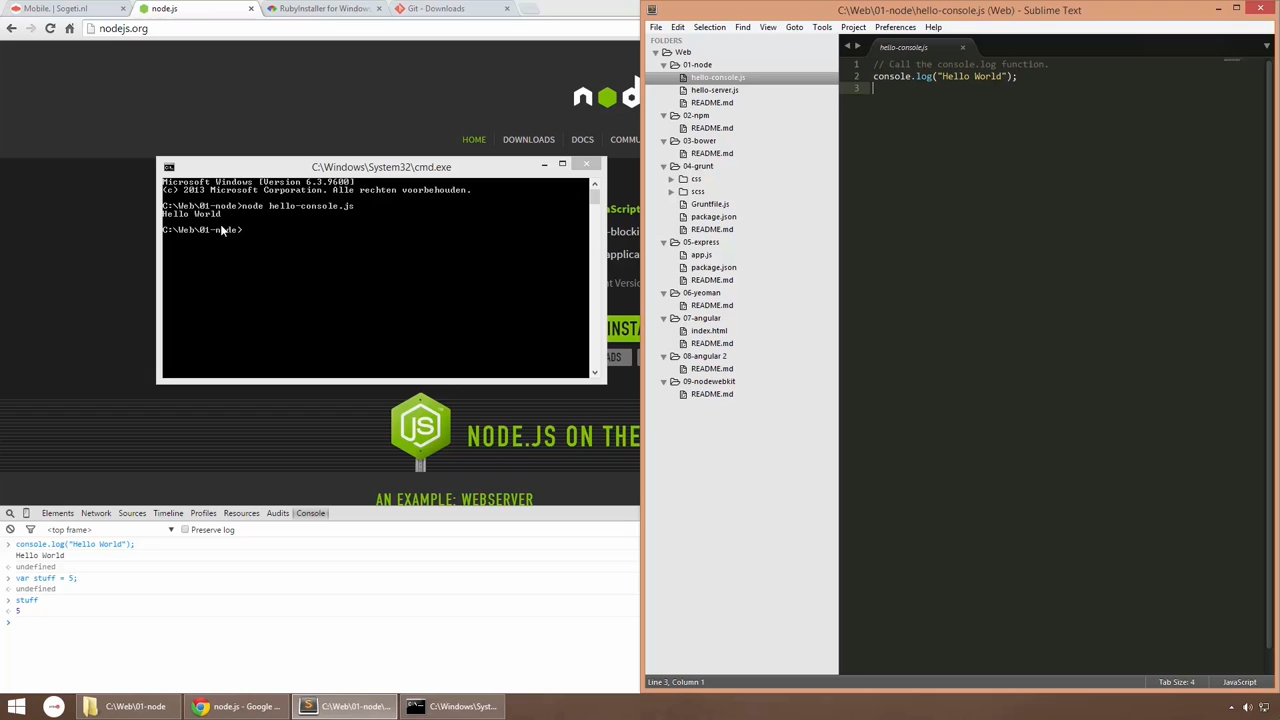 Mobile. | Sogeti.nl
node.js
RubyInstaller for Windows
Git - Downloads
nodejs.org
HOME
DOWNLOADS
DOCS
C:\Windows\System32\cmd.exe
Microsoft Windows [Version 6.3.9600]
(c) 2013 Microsoft Corporation. Alle rechten voorbehouden.
C:\Web\01-node>node hello-console.js
Hello World
C:\Web\01-node>
JS
NODE.JS ON THE
AN EXAMPLE: WEBSERVER
Elements Network Sources Timeline Profiles Resources Audits Console
<top frame> Preserve log
console.log("Hello World");
Hello World
undefined
var stuff = 5;
undefined
stuff
5
C:\Web\01-node\hello-console.js (Web) - Sublime Text
File Edit Selection Find View Goto Tools Project Preferences Help
FOLDERS
Web
01-node
hello-console.js
hello-server.js
README.md
02-npm
README.md
03-bower
README.md
04-grunt
css
scss
Gruntfile.js
package.json
README.md
05-express
app.js
package.json
README.md
06-yeoman
README.md
07-angular
index.html
README.md
08-angular 2
README.md
09-nodewebkit
README.md
hello-console.js
1 // Call the console.log function.
2 console.log("Hello World");
3
Line 3, Column 1
Tab Size: 4
JavaScript
C:\Web\01-node
node.js - Google ...
C:\Web\01-node\...
C:\Windows\Syst...